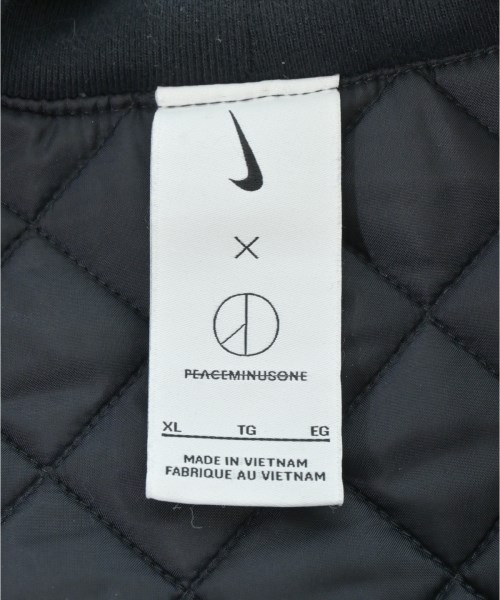 ×
PEACEMINUSONE
XL TG EG
MADE IN VIETNAM
FABRIQUE AU VIETNAM